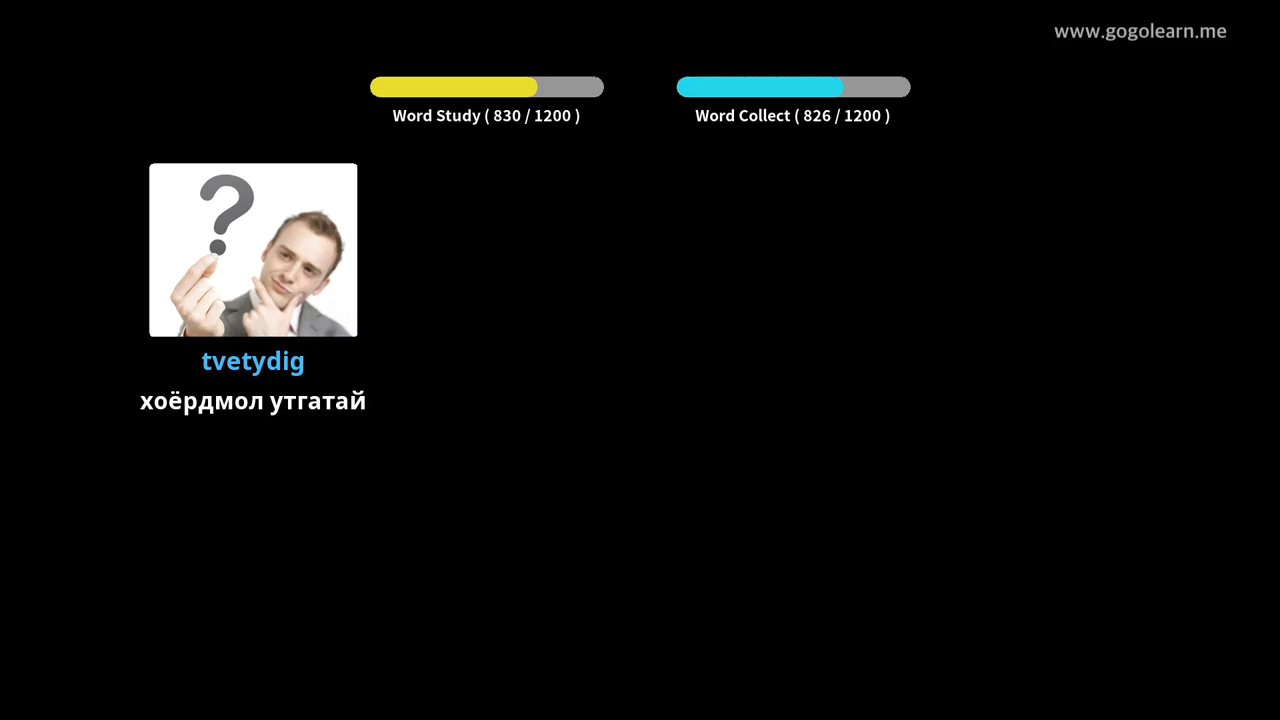 www.gogolearn.me
Word Study ( 830 / 1200 )
Word Collect ( 826 / 1200 )
tvetydig
хоёрдмол утгатай